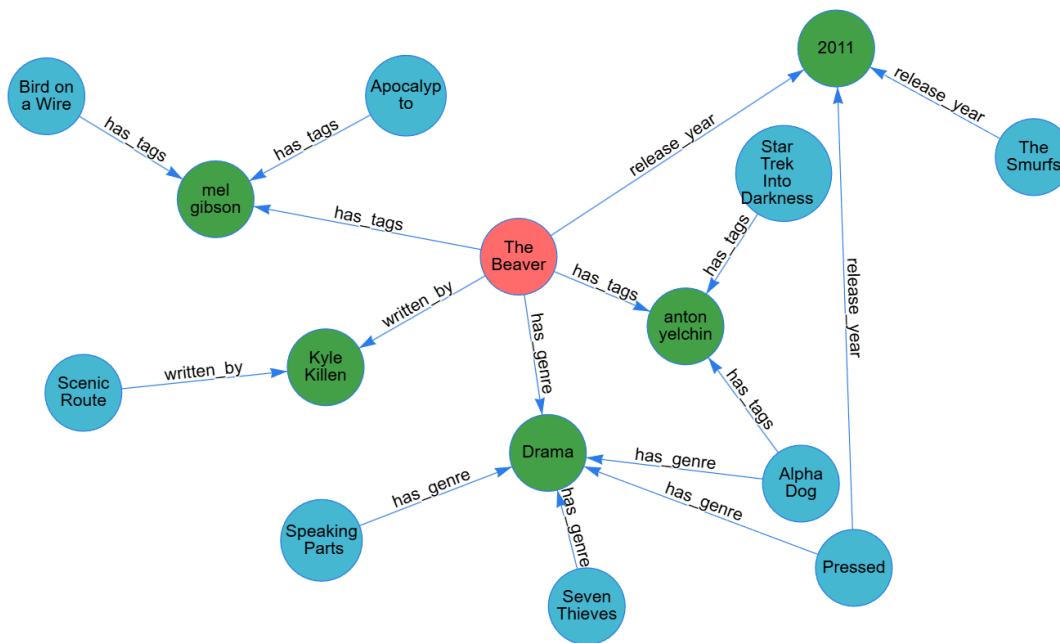 2011
Bird on
a Wire
Apocalyp
to
release_year
has_tags
has_tags
The
Smurfs
release_year
Star
Trek
Into
Darkness
mel
gibson
has_tags
The
Beaver
has_tags
has_tags
anton
yelchin
written_by
release_year
has_genre
Kyle
Killen
written_by
Scenic
Route
has_tags
Drama
has_genre
Alpha
Dog
has_genre
has_genre
has_genre
Speaking
Parts
Pressed
Seven
Thieves